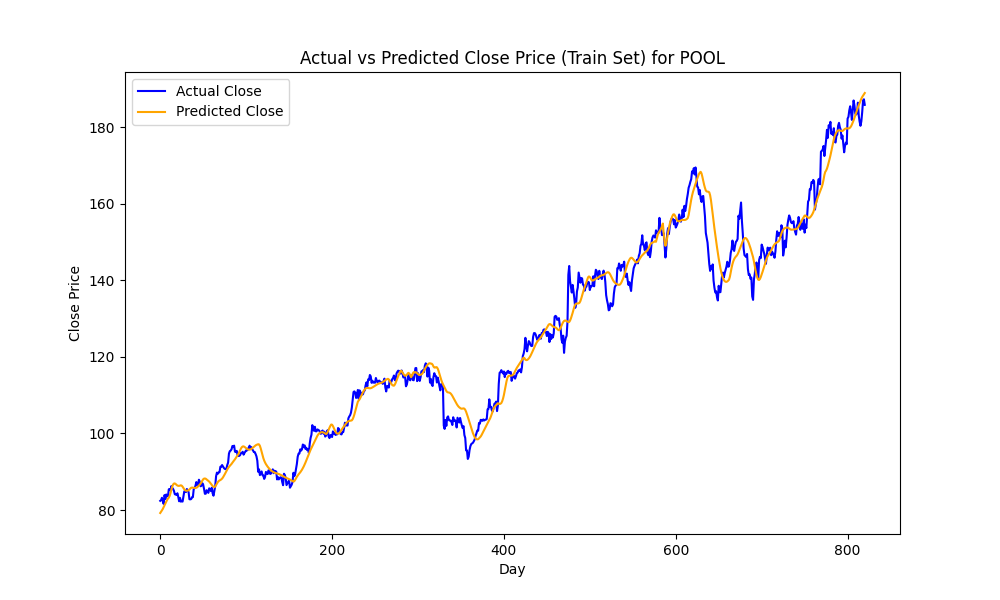 Actual vs Predicted Close Price (Train Set) for POOL
Actual Close
Predicted Close
180
160
140
120
100
80
Close Price
0 200 400 600 800
Day